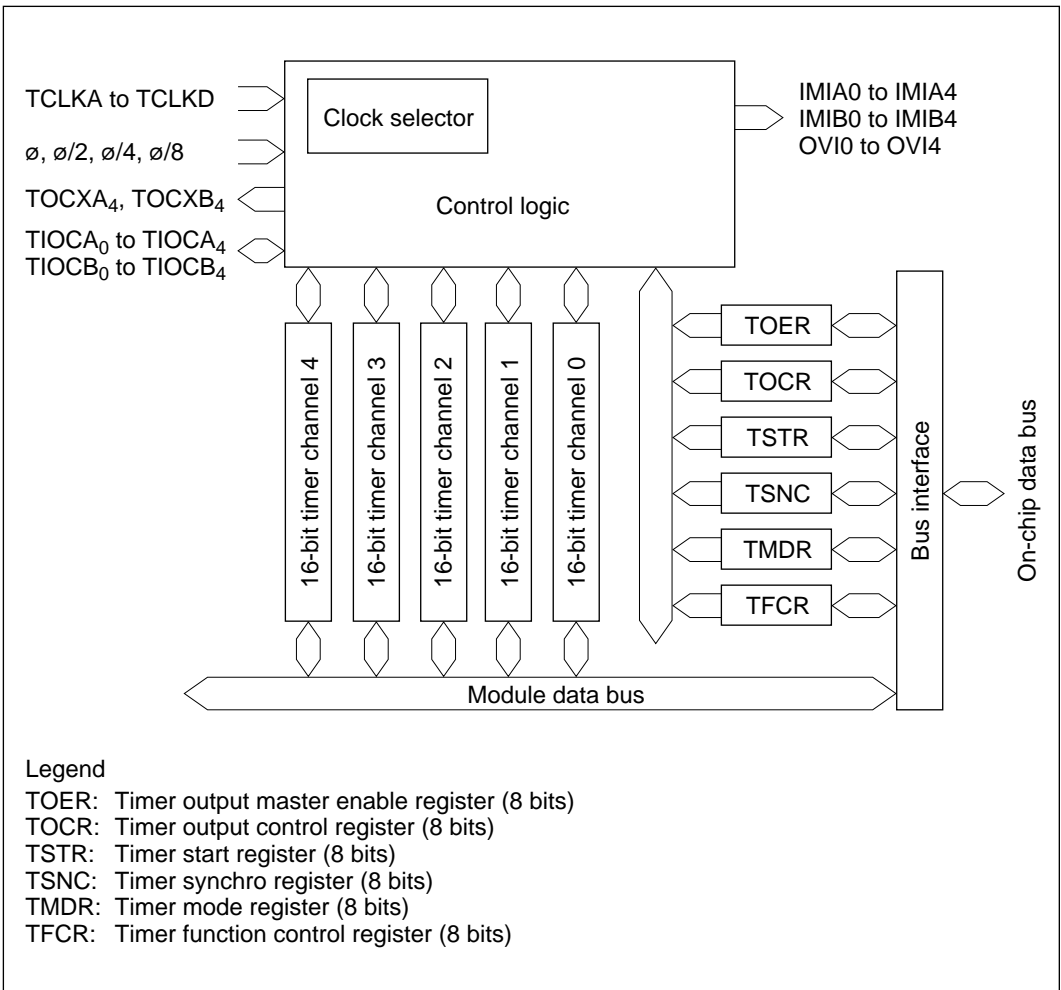 TCLKA to TCLKD
ø, ø/2, ø/4, ø/8
TOCXA4, TOCXB4
TIOCA0 to TIOCA4
TIOCB0 to TIOCB4
Clock selector
Control logic
IMIA0 to IMIA4
IMIB0 to IMIB4
OVI0 to OVI4
16-bit timer channel 4
16-bit timer channel 3
16-bit timer channel 2
16-bit timer channel 1
16-bit timer channel 0
TOER
TOCR
TSTR
TSNC
TMDR
TFCR
Bus interface
On-chip data bus
Module data bus
Legend
TOER: Timer output master enable register (8 bits)
TOCR: Timer output control register (8 bits)
TSTR: Timer start register (8 bits)
TSNC: Timer synchro register (8 bits)
TMDR: Timer mode register (8 bits)
TFCR: Timer function control register (8 bits)